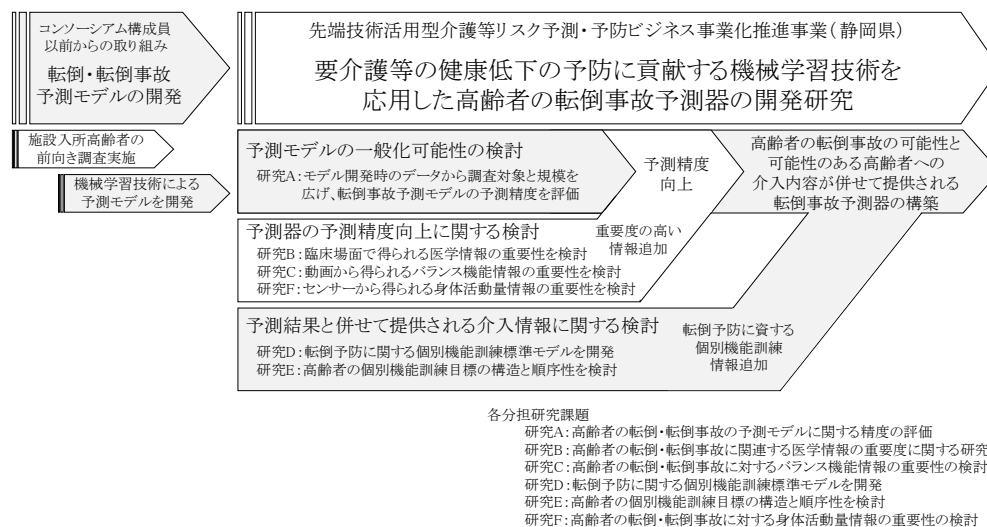 コンソーシアム構成員
以前からの取り組み
転倒・転倒事故
予測モデルの開発
先端技術活用型介護等リスク予測・予防ビジネス事業化推進事業(静岡県)
要介護等の健康低下の予防に貢献する機械学習技術を
応用した高齢者の転倒事故予測器の開発研究
施設入所高齢者の
前向き調査実施
機械学習技術による
予測モデルを開発
予測モデルの一般化可能性の検討
研究A:モデル開発時のデータから調査対象と規模を
広げ、転倒事故予測モデルの予測精度を評価
予測精度
向上
高齢者の転倒事故の可能性と
可能性のある高齢者への
介入内容が併せて提供される
転倒事故予測器の構築
予測器の予測精度向上に関する検討
研究B:臨床場面で得られる医学情報の重要性を検討
研究C:動画から得られるバランス機能情報の重要性を検討
研究F:センサーから得られる身体活動量情報の重要性を検討
重要度の高い
情報追加
予測結果と併せて提供される介入情報に関する検討
研究D:転倒予防に関する個別機能訓練標準モデルを開発
研究E:高齢者の個別機能訓練目標の構造と順序性を検討
転倒予防に資する
個別機能訓練
情報追加
各分担研究課題
研究A:高齢者の転倒・転倒事故の予測モデルに関する精度の評価
研究B:高齢者の転倒・転倒事故に関連する医学情報の重要度に関する研究
研究C:高齢者の転倒・転倒事故に対するバランス機能情報の重要性の検討
研究D:転倒予防に関する個別機能訓練標準モデルを開発
研究E:高齢者の個別機能訓練目標の構造と順序性を検討
研究F:高齢者の転倒・転倒事故に対する身体活動量情報の重要性の検討